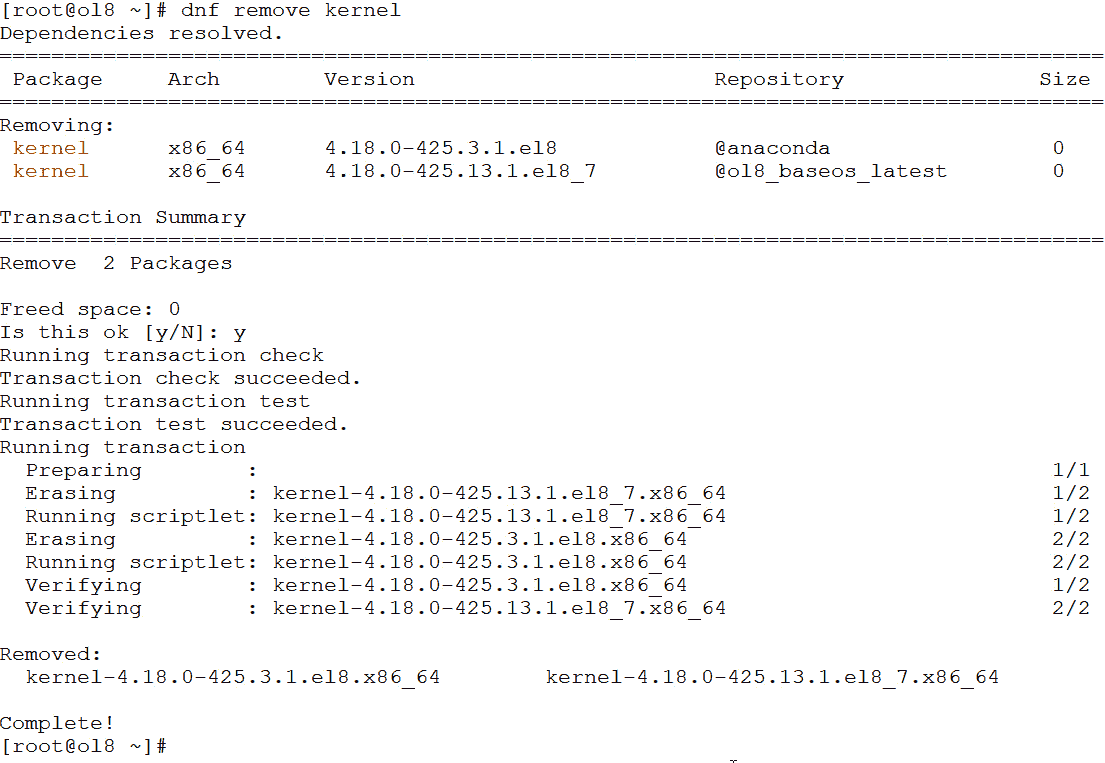 [root@ol8 ~]# dnf remove kernel
Dependencies resolved.
=====================================================================================
 Package     Arch        Version                       Repository               Size
=====================================================================================
Removing:
 kernel      x86_64      4.18.0-425.3.1.el8            @anaconda                 0
 kernel      x86_64      4.18.0-425.13.1.el8_7         @ol8_baseos_latest        0

Transaction Summary
=====================================================================================
Remove  2 Packages

Freed space: 0
Is this ok [y/N]: y
Running transaction check
Transaction check succeeded.
Running transaction test
Transaction test succeeded.
Running transaction
  Preparing        :                                                             1/1
  Erasing          : kernel-4.18.0-425.13.1.el8_7.x86_64                         1/2
  Running scriptlet: kernel-4.18.0-425.13.1.el8_7.x86_64                         1/2
  Erasing          : kernel-4.18.0-425.3.1.el8.x86_64                            2/2
  Running scriptlet: kernel-4.18.0-425.3.1.el8.x86_64                            2/2
  Verifying        : kernel-4.18.0-425.3.1.el8.x86_64                            1/2
  Verifying        : kernel-4.18.0-425.13.1.el8_7.x86_64                         2/2

Removed:
  kernel-4.18.0-425.3.1.el8.x86_64        kernel-4.18.0-425.13.1.el8_7.x86_64

Complete!
[root@ol8 ~]#